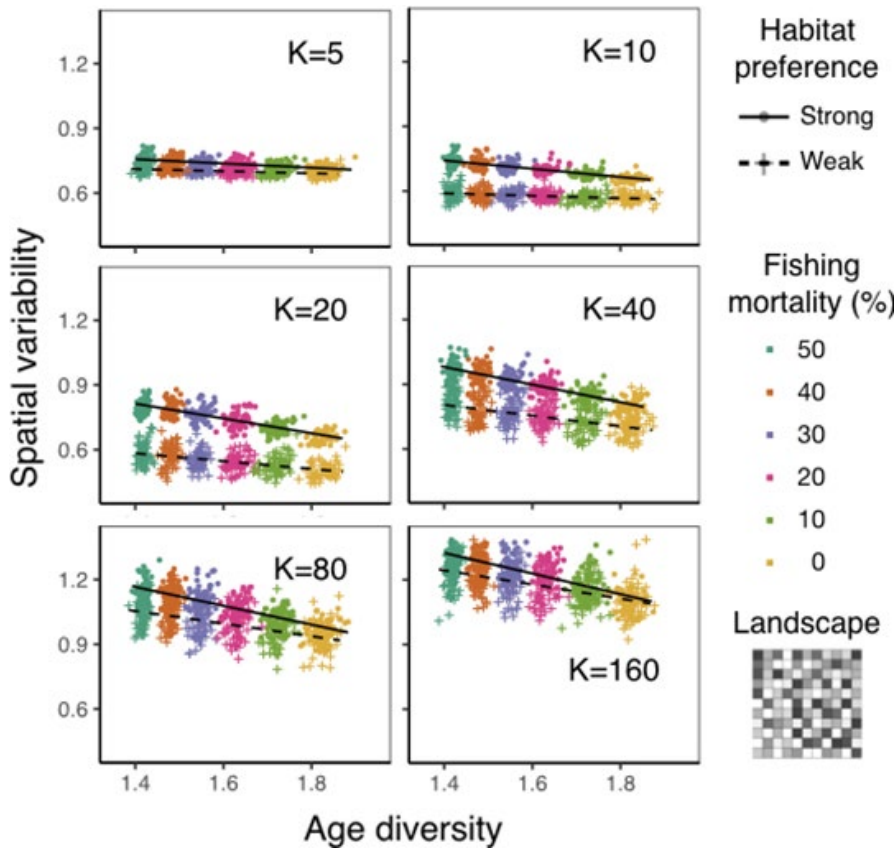 K=5
K=10
K=20
K=40
K=80
K=160
1.2
0.9
0.6
1.2
0.9
0.6
1.2
0.9
0.6
1.4
1.6
1.8
1.4
1.6
1.8
Spatial variability
Age diversity
Habitat
preference
Strong
Weak
Fishing
mortality (%)
50
40
30
20
10
0
Landscape